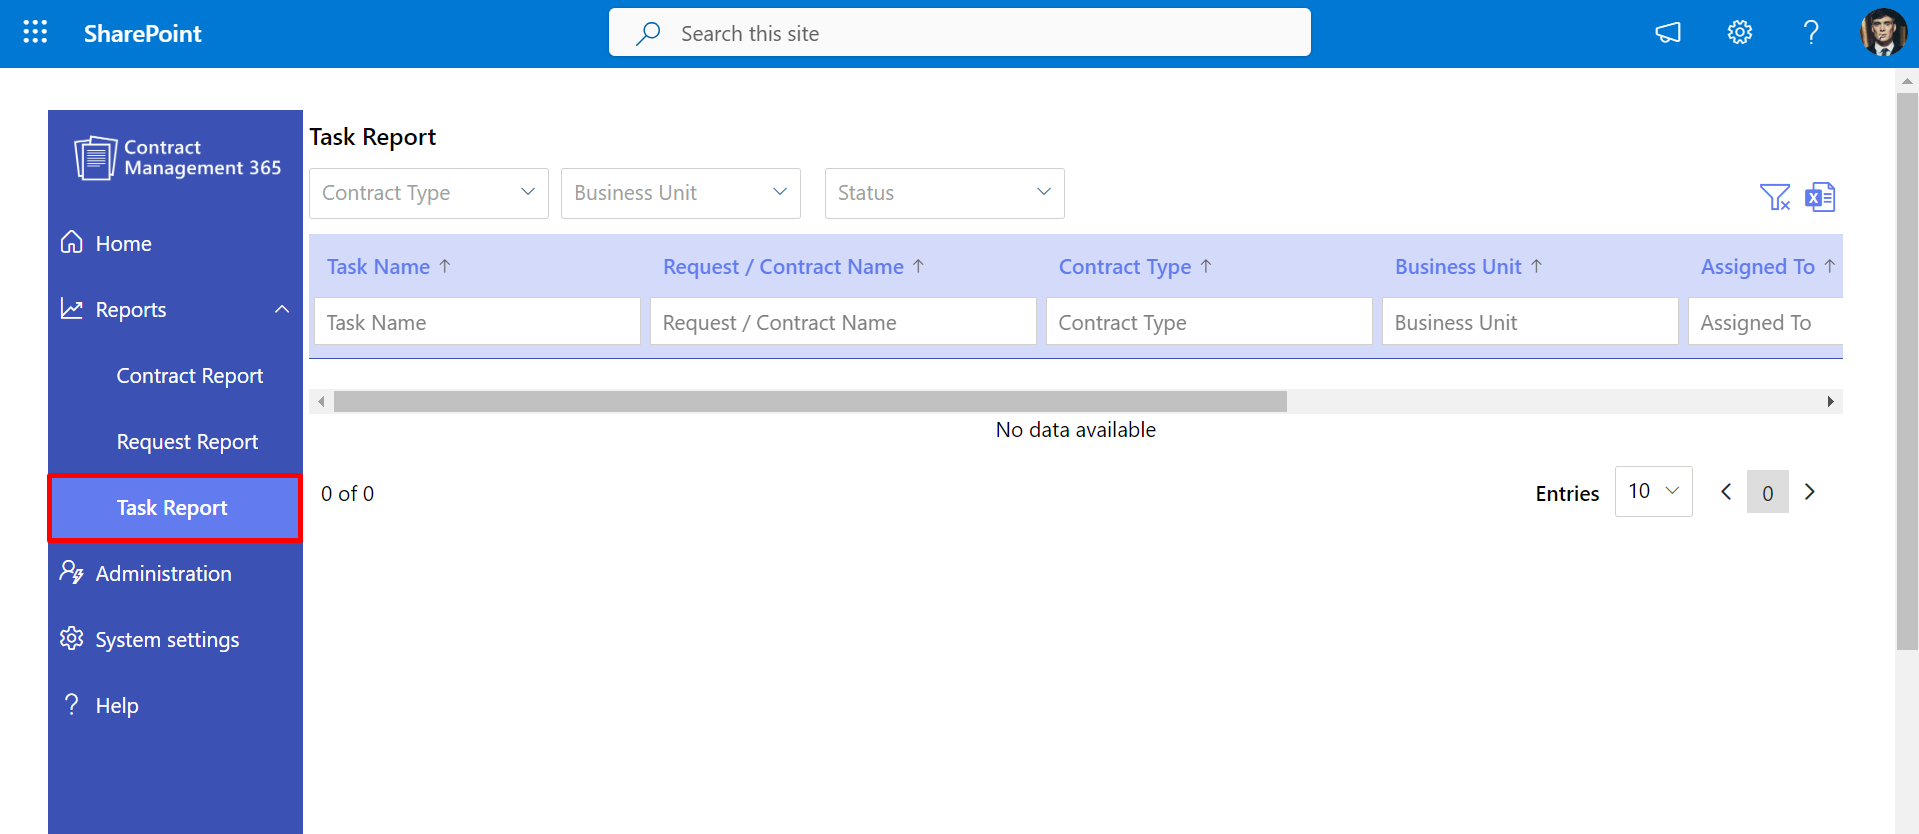 SharePoint
Search this site
Contract
Management 365
Home
Reports
Contract Report
Request Report
Task Report
Administration
System settings
Help
Task Report
Contract Type
Business Unit
Status
Task Name ↑ Request / Contract Name ↑ Contract Type ↑ Business Unit ↑ Assigned To ↑
Task Name Request / Contract Name Contract Type Business Unit Assigned To
No data available
0 of 0
Entries 10 0